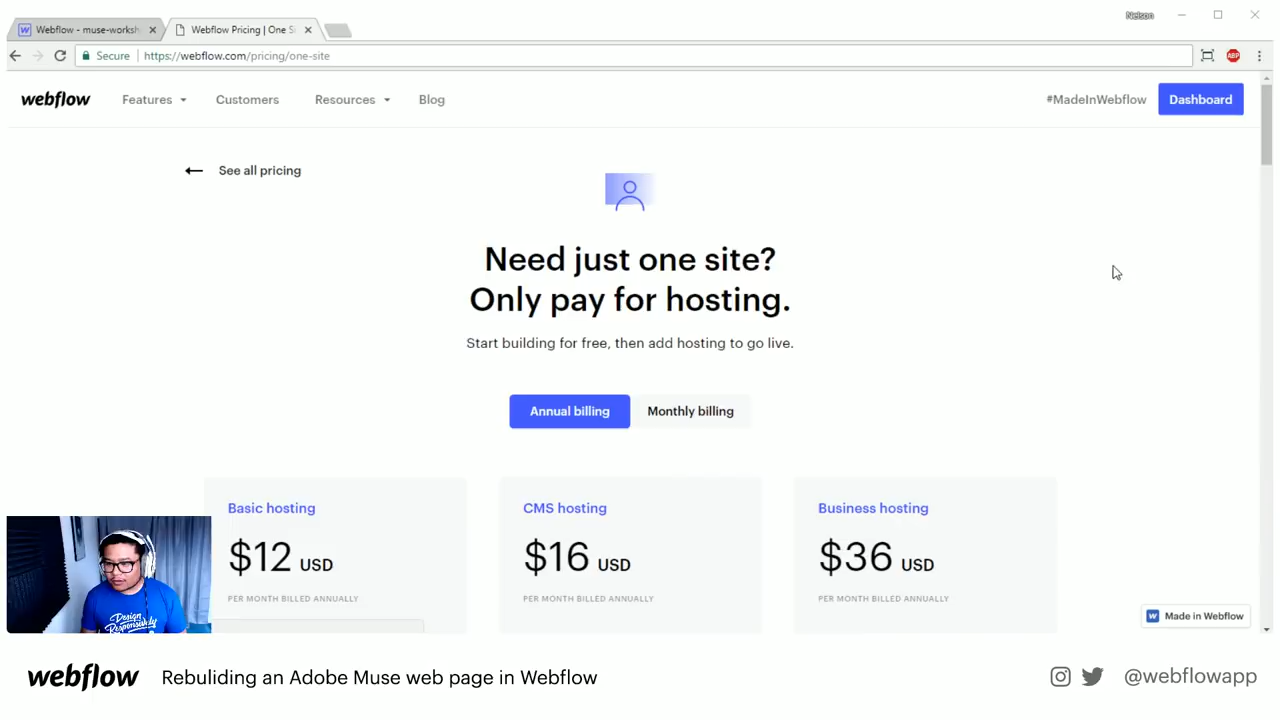 Nelson
Webflow - muse-worksh
Webflow Pricing | One Si
Secure
https://webflow.com/pricing/one-site
ABP
webflow
Features
Customers
Resources
Blog
#MadeInWebflow
Dashboard
See all pricing
Need just one site?
Only pay for hosting.
Start building for free, then add hosting to go live.
Annual billing
Monthly billing
Basic hosting
$12 USD
PER MONTH BILLED ANNUALLY
CMS hosting
$16 USD
PER MONTH BILLED ANNUALLY
Business hosting
$36 USD
PER MONTH BILLED ANNUALLY
Design
Responsively
Made in Webflow
webflow
Rebuliding an Adobe Muse web page in Webflow
@webflowapp